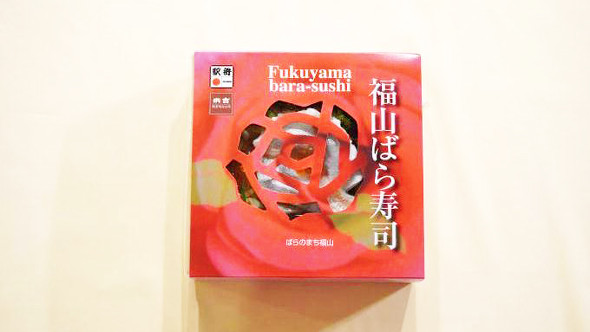 駅弁
Fukuyama
bara-sushi
福山ばら寿司
ばらのまち福山